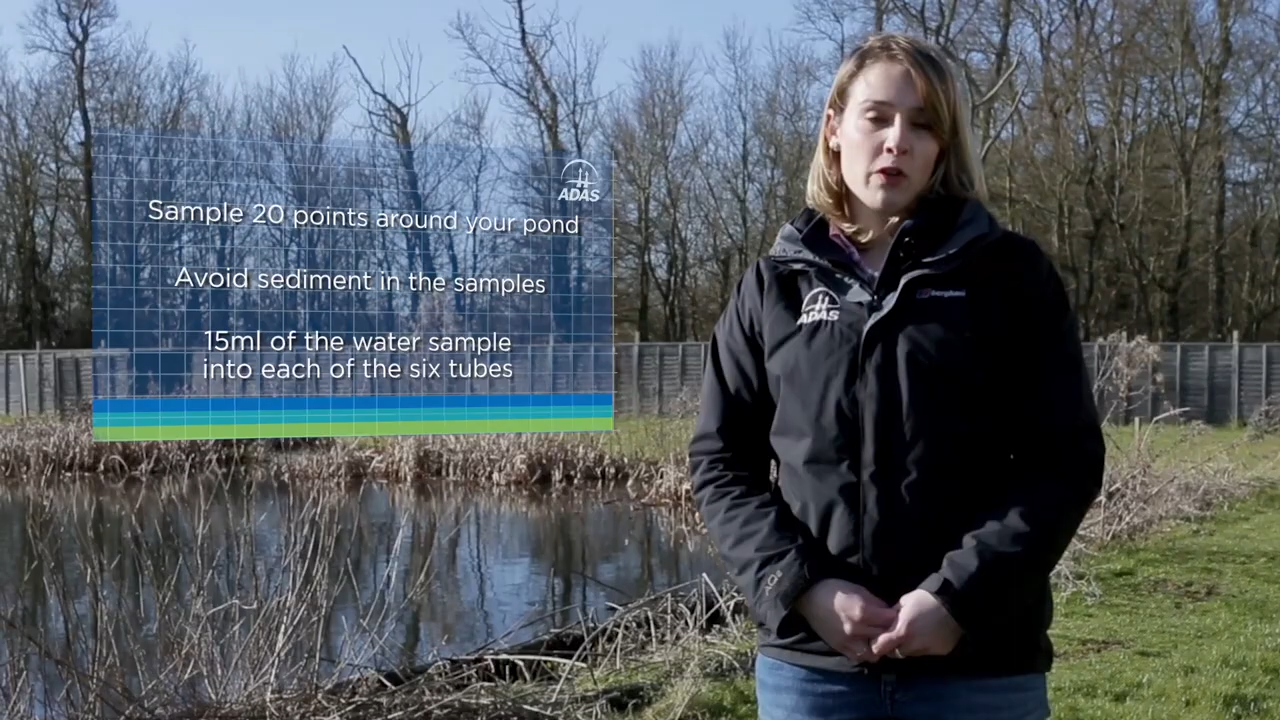 ADAS
Sample 20 points around your pond
Avoid sediment in the samples
15ml of the water sample
into each of the six tubes
ADAS
berghaus